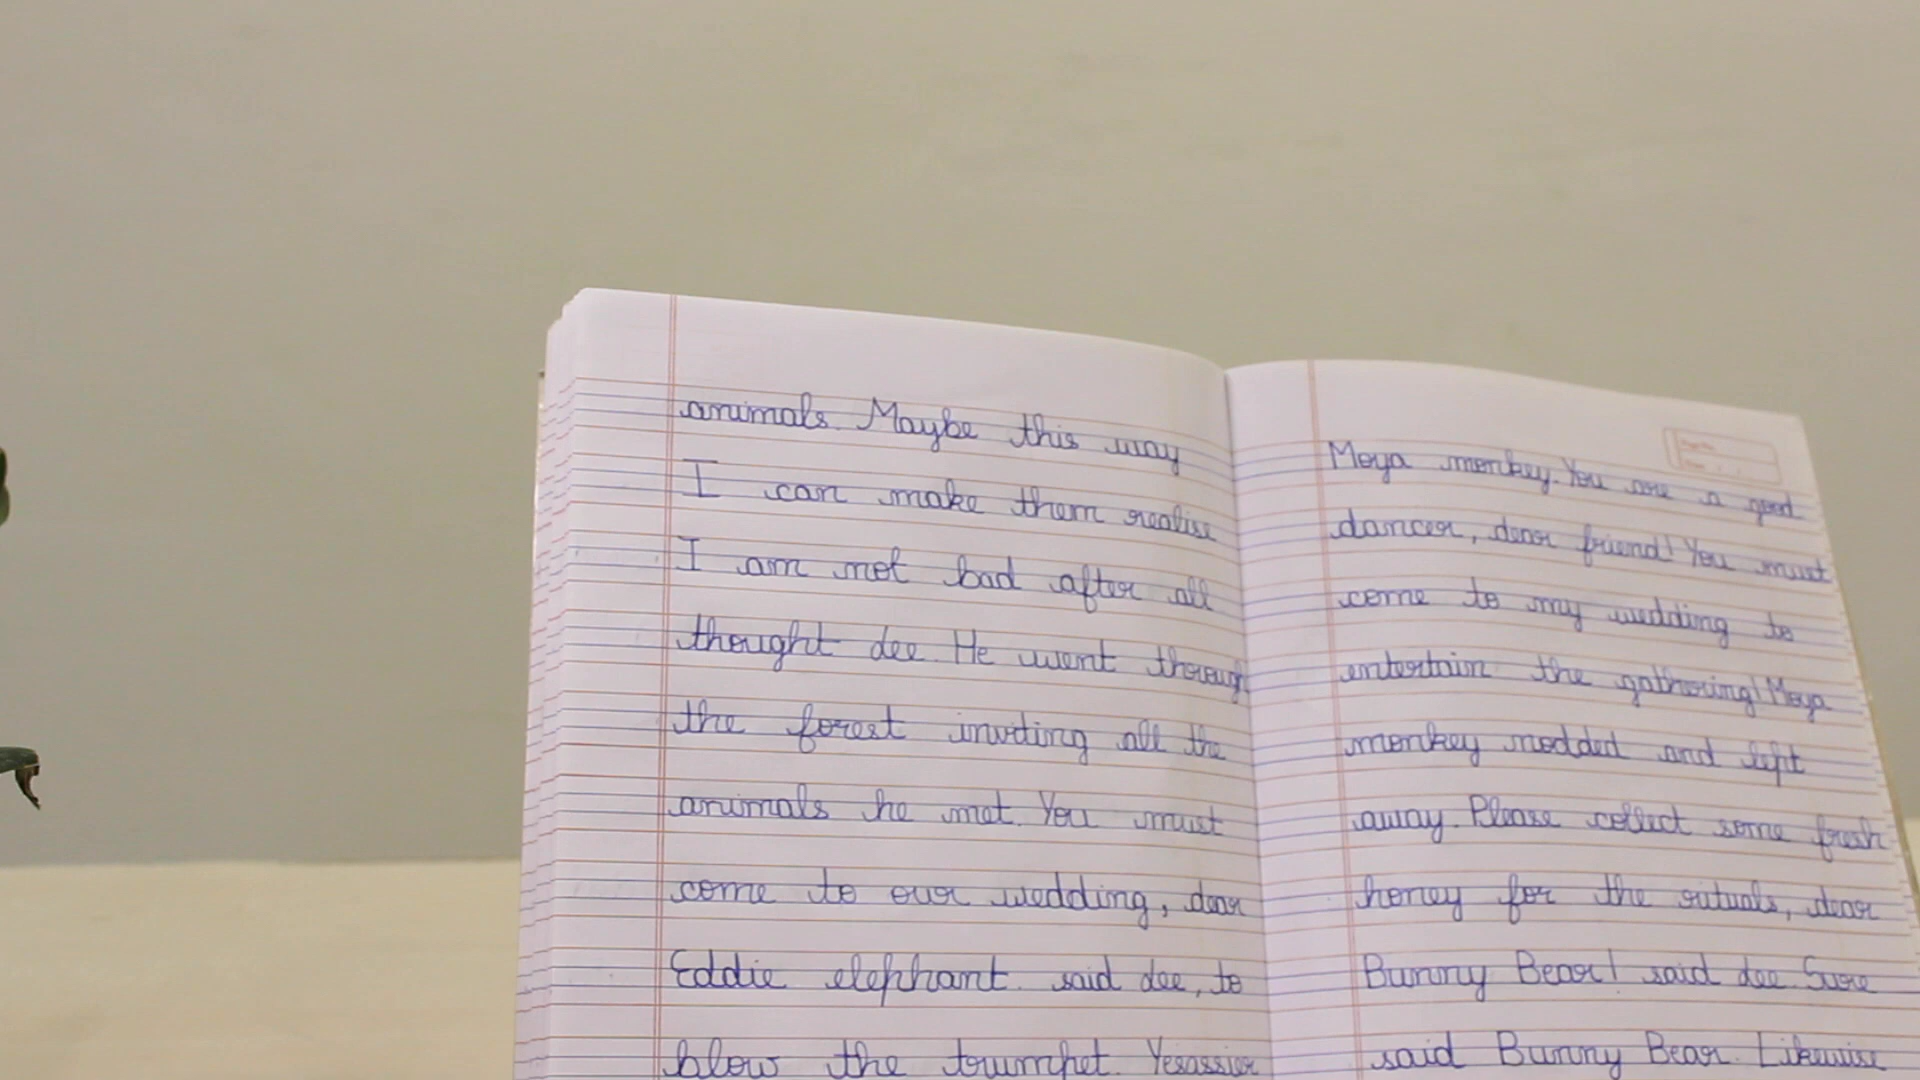 animals. Maybe this way
I can make them realise
I am not bad after all
thought dee. He went through
the forest inviting all the
animals he met. You must
come to our wedding, dear
Eddie elephant. said dee, to
blow the trumpet. Yessssier
Moya monkey. You are a good
dancer, dear friend! You must
come to my wedding to
entertain the gathering! Moya
monkey nodded and left
away. Please collect some fresh
honey for the rituals, dear
Bunny Bear! said dee. Sure
said Bunny Bear. Likewise